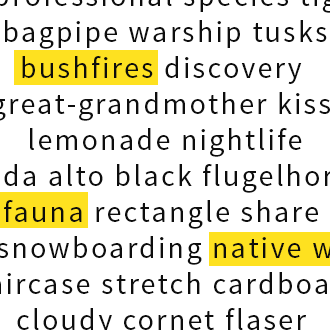 professional species tig
bagpipe warship tusks
bushfires discovery
great-grandmother kiss
lemonade nightlife
da alto black flugelhor
fauna rectangle share
snowboarding native w
aircase stretch cardboa
cloudy cornet flaser